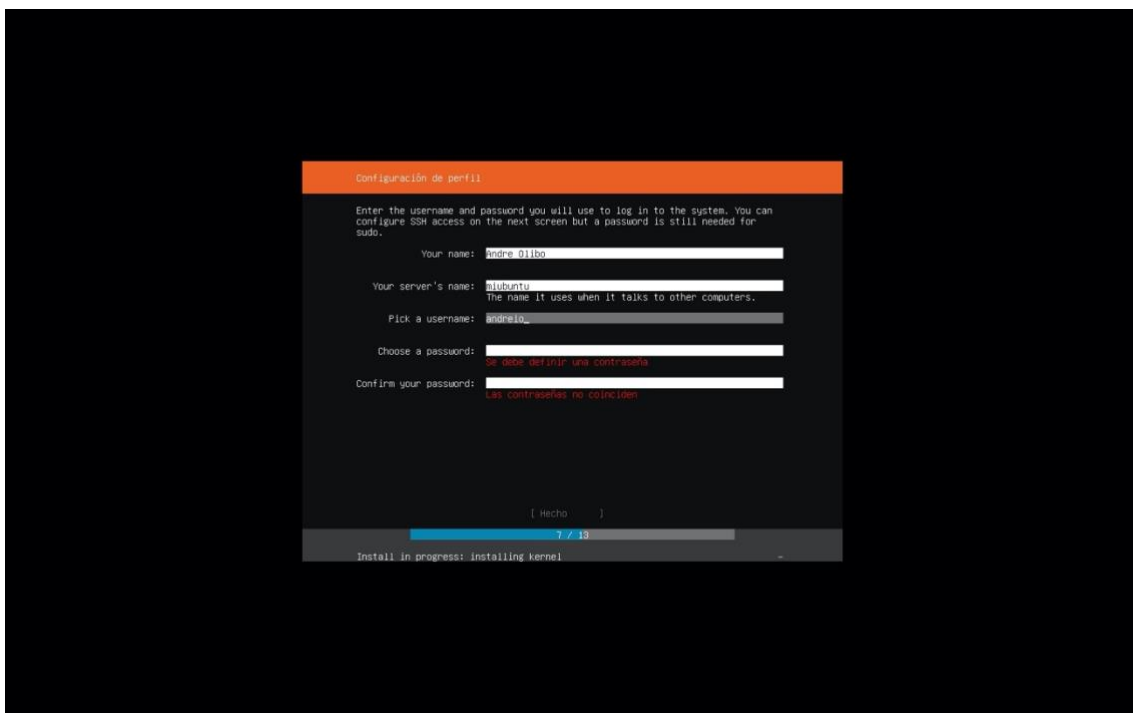 Configuración de perfil
Enter the username and password you will use to log in to the system. You can
configure SSH access on the next screen but a password is still needed for
sudo.
Your name: Andre Ollbo
Your server's name: miubuntu
The name it uses when it talks to other computers.
Pick a username: andreio_
Choose a password:
Se debe definir una contraseña
Confirm your password:
Las contraseñas no coinciden
[ Hecho ]
7 / 13
Install in progress: installing kernel